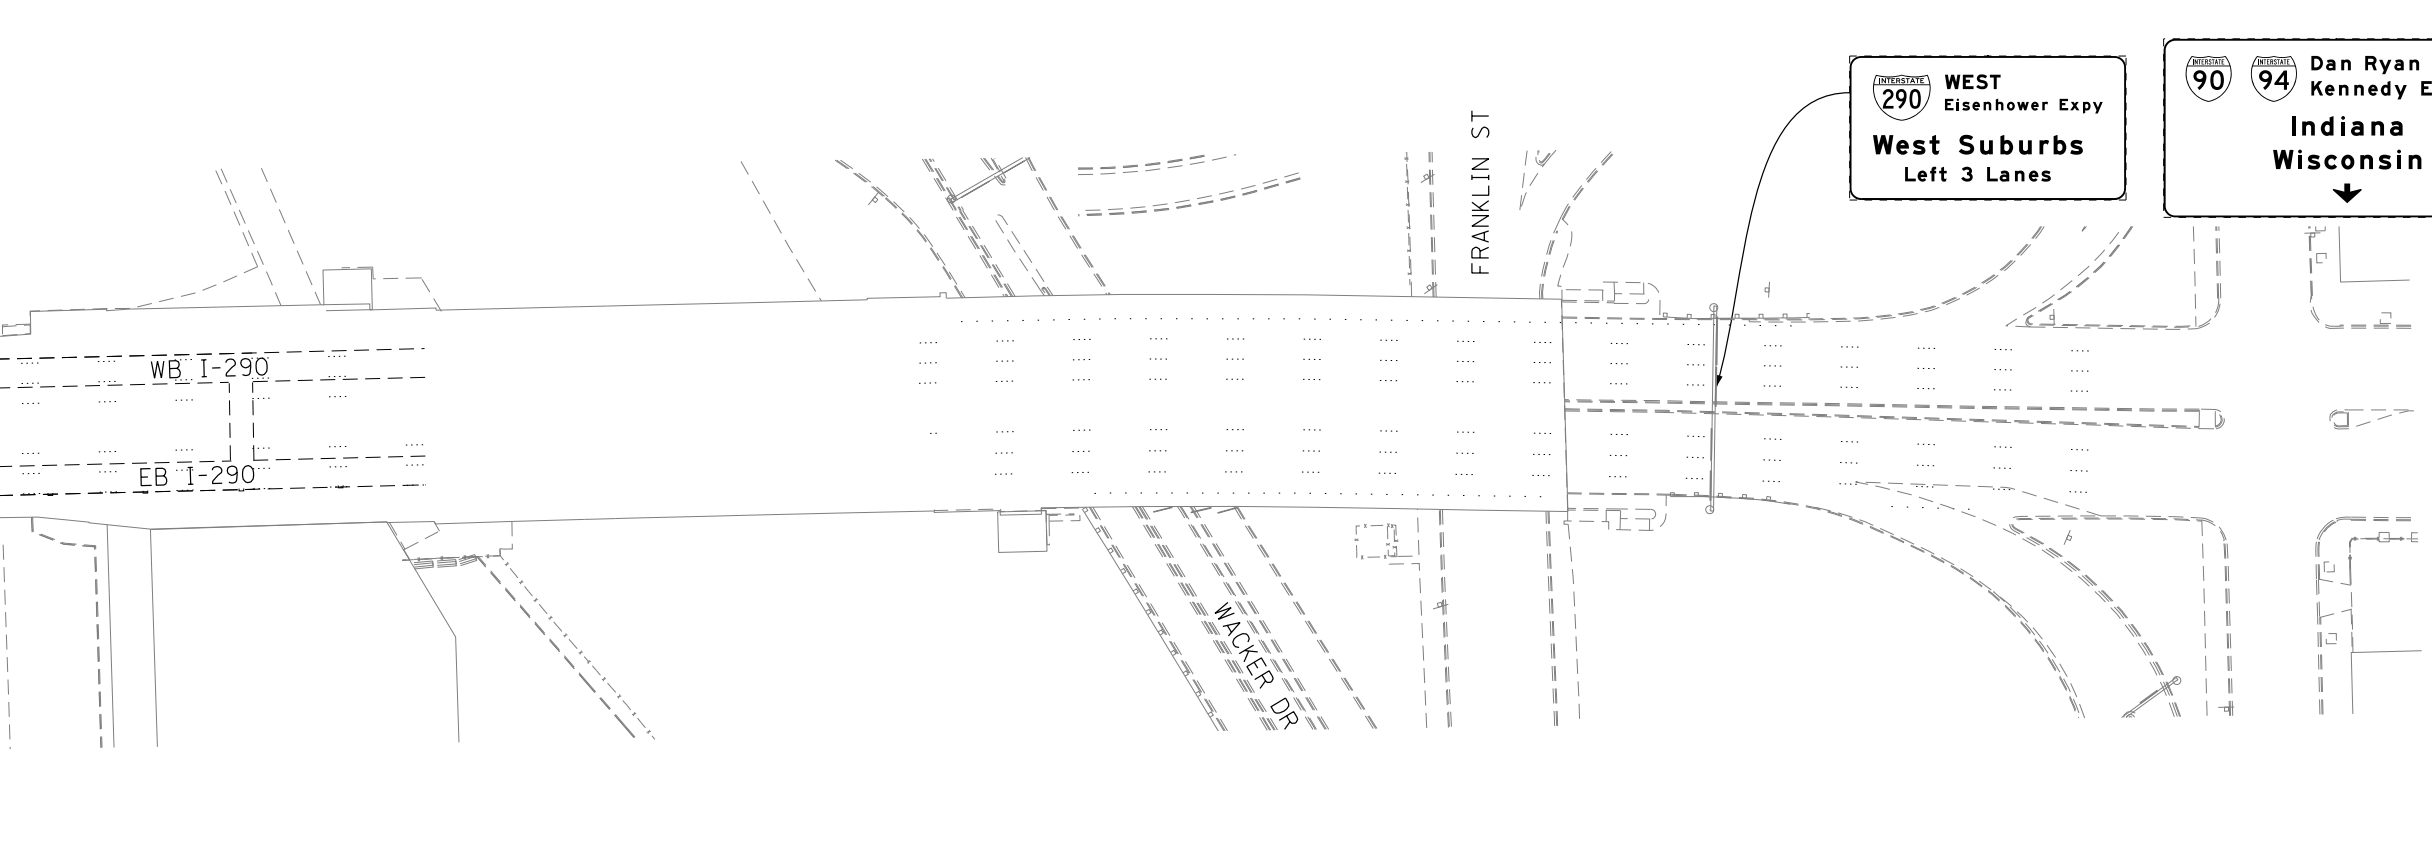 INTERSTATE
290
WEST
Eisenhower Expy
West Suburbs
Left 3 Lanes
INTERSTATE
90
INTERSTATE
94
Dan Ryan
Kennedy E
Indiana
Wisconsin
FRANKLIN ST
WB I-290
EB I-290
WACKER DR